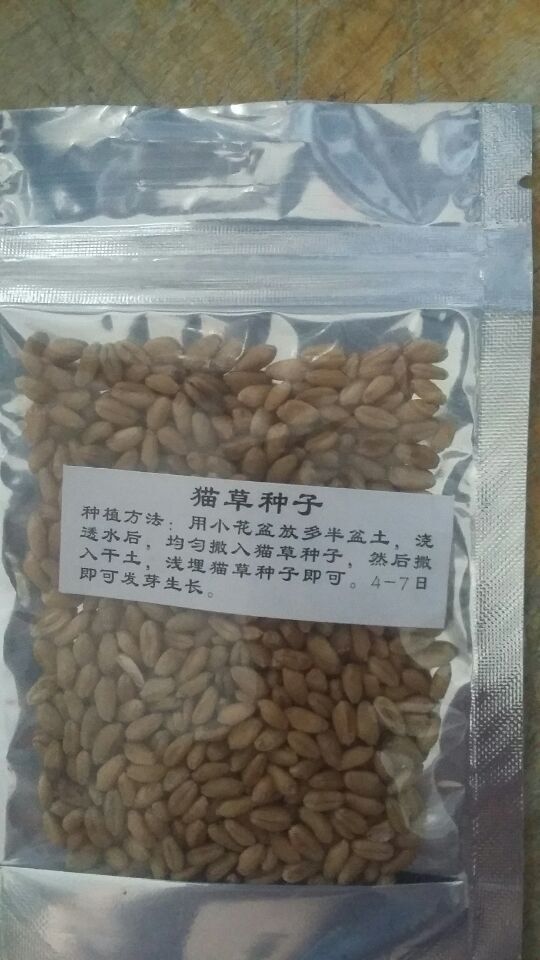 猫草种子
种植方法：用小花盆放多半盆土，浇
透水后，均匀撒入猫草种子，然后撒
入干土，浅埋猫草种子即可。4-7日
即可发芽生长。